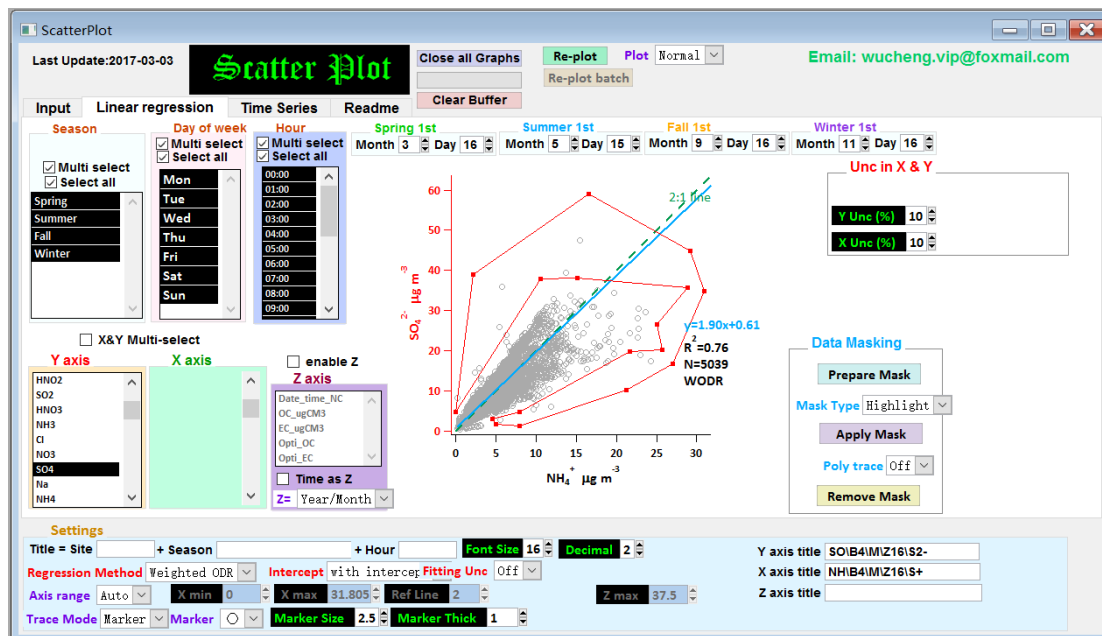 ScatterPlot
Last Update:2017-03-03
Scatter Plot
Close all Graphs
Clear Buffer
Re-plot
Re-plot batch
Plot Normal
Email: wucheng.vip@foxmail.com
Input Linear regression Time Series Readme
Season
Multi select
Select all
Spring
Summer
Fall
Winter
Day of week
Multi select
Select all
Mon
Tue
Wed
Thu
Fri
Sat
Sun
Hour
Multi select
Select all
00:00
01:00
02:00
03:00
04:00
05:00
06:00
07:00
08:00
09:00
Spring 1st
Month 3 Day 16
Summer 1st
Month 5 Day 15
Fall 1st
Month 9 Day 16
Winter 1st
Month 11 Day 16
60
50
40
30
20
10
0
0 5 10 15 20 25 30
SO4 2- μg m -3
NH4 + μg m -3
2:1 line
y=1.90x+0.61
R2=0.76
N=5039
WODR
Unc in X & Y
Y Unc (%) 10
X Unc (%) 10
X&Y Multi-select
Y axis
HNO2
SO2
HNO3
NH3
Cl
NO3
SO4
Na
NH4
X axis
enable Z
Z axis
Date_time_NC
OC_ugCM3
EC_ugCM3
Opti_OC
Opti_EC
Time as Z
Z= Year/Month
Data Masking
Prepare Mask
Mask Type Highlight
Apply Mask
Poly trace Off
Remove Mask
Settings
Title = Site + Season + Hour Font Size 16 Decimal 2
Regression Method Weighted ODR Intercept with intercep Fitting Unc Off
Axis range Auto X min 0 X max 31.805 Ref Line 2 Z max 37.5
Trace Mode Marker Marker Marker Size 2.5 Marker Thick 1
Y axis title SO\B4\M\Z16\S2-
X axis title NH\B4\M\Z16\S+
Z axis title